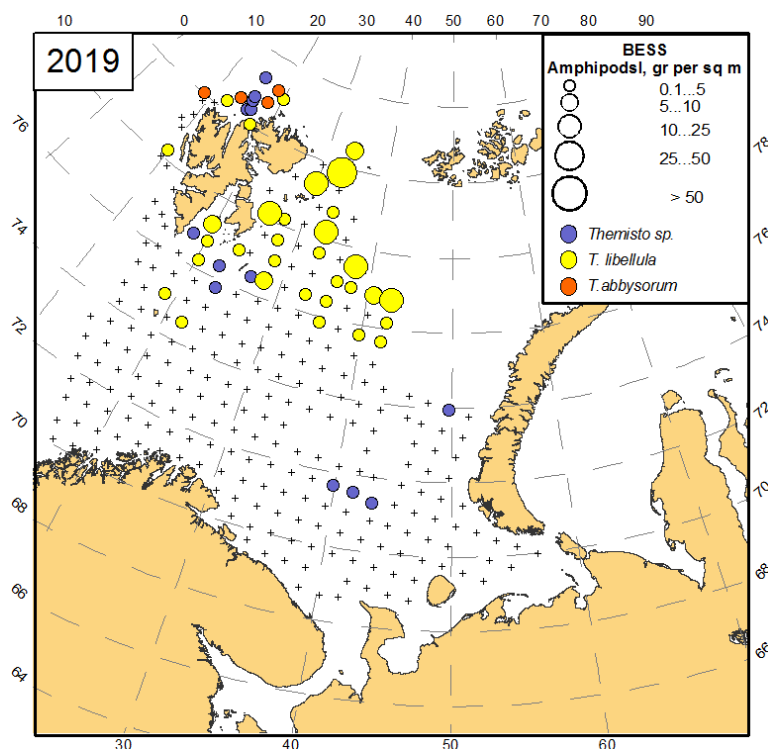 10 0 10 20 30 40 50 60 70 80 90
2019
BESS
Amphipodsl, gr per sq m
0.1...5
5...10
10...25
25...50
> 50
Themisto sp.
T. libellula
T.abbysorum
76
74
72
70
68
66
64
78
76
74
72
70
68
66
30 40 50 60